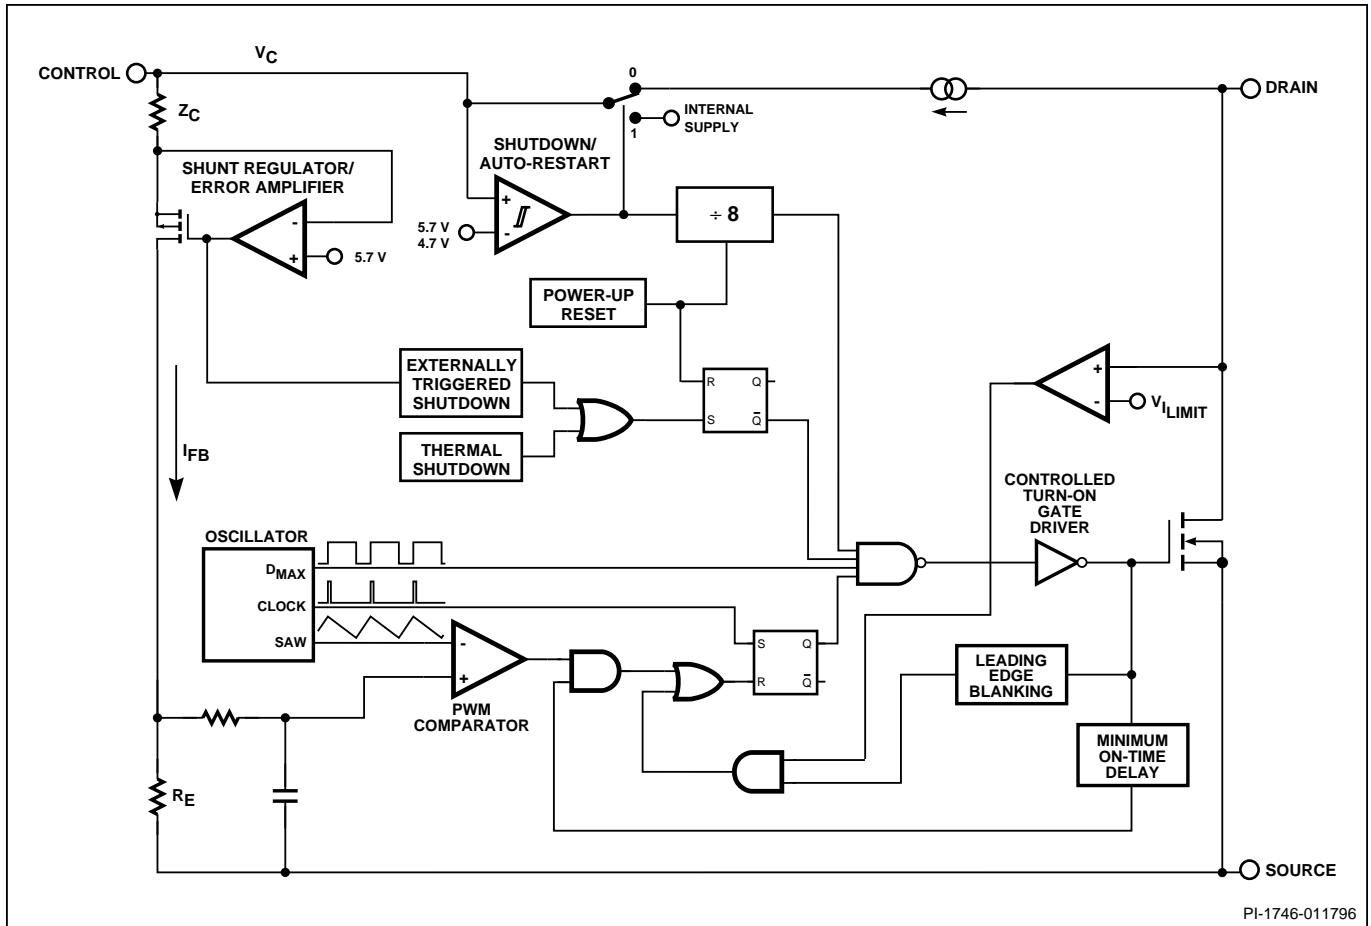 V_C
CONTROL
0
DRAIN
Z_C
INTERNAL
SUPPLY
1
SHUTDOWN/
AUTO-RESTART
SHUNT REGULATOR/
ERROR AMPLIFIER
+
-
5.7 V
4.7 V
÷ 8
-
+
5.7 V
POWER-UP
RESET
EXTERNALLY
TRIGGERED
SHUTDOWN
R
Q
S
Q̅
+
-
V_I_LIMIT
THERMAL
SHUTDOWN
I_FB
CONTROLLED
TURN-ON
GATE
DRIVER
OSCILLATOR
D_MAX
CLOCK
SAW
-
+
PWM
COMPARATOR
S
Q
R
Q̅
LEADING
EDGE
BLANKING
MINIMUM
ON-TIME
DELAY
R_E
SOURCE
PI-1746-011796